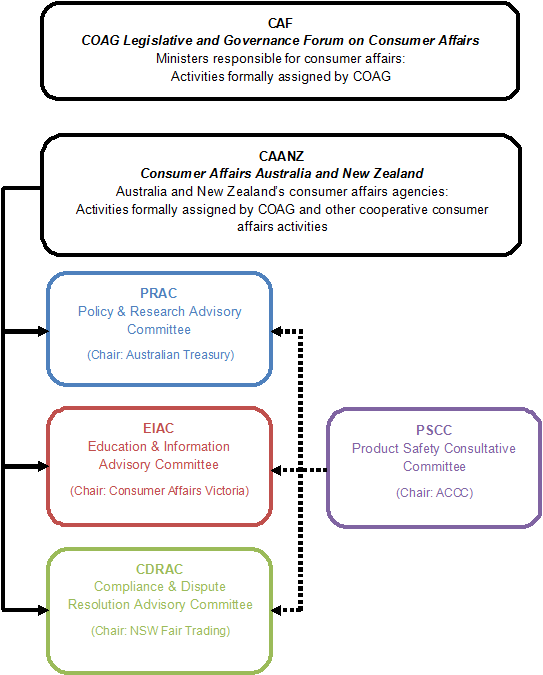 CAF
COAG Legislative and Governance Forum on Consumer Affairs
Ministers responsible for consumer affairs:
Activities formally assigned by COAG
CAANZ
Consumer Affairs Australia and New Zealand
Australia and New Zealand's consumer affairs agencies:
Activities formally assigned by COAG and other cooperative consumer
affairs activities
PRAC
Policy & Research Advisory
Committee
(Chair: Australian Treasury)
EIAC
Education & Information
Advisory Committee
(Chair: Consumer Affairs Victoria)
PSCC
Product Safety Consultative
Committee
(Chair: ACCC)
CDRAC
Compliance & Dispute
Resolution Advisory Committee
(Chair: NSW Fair Trading)